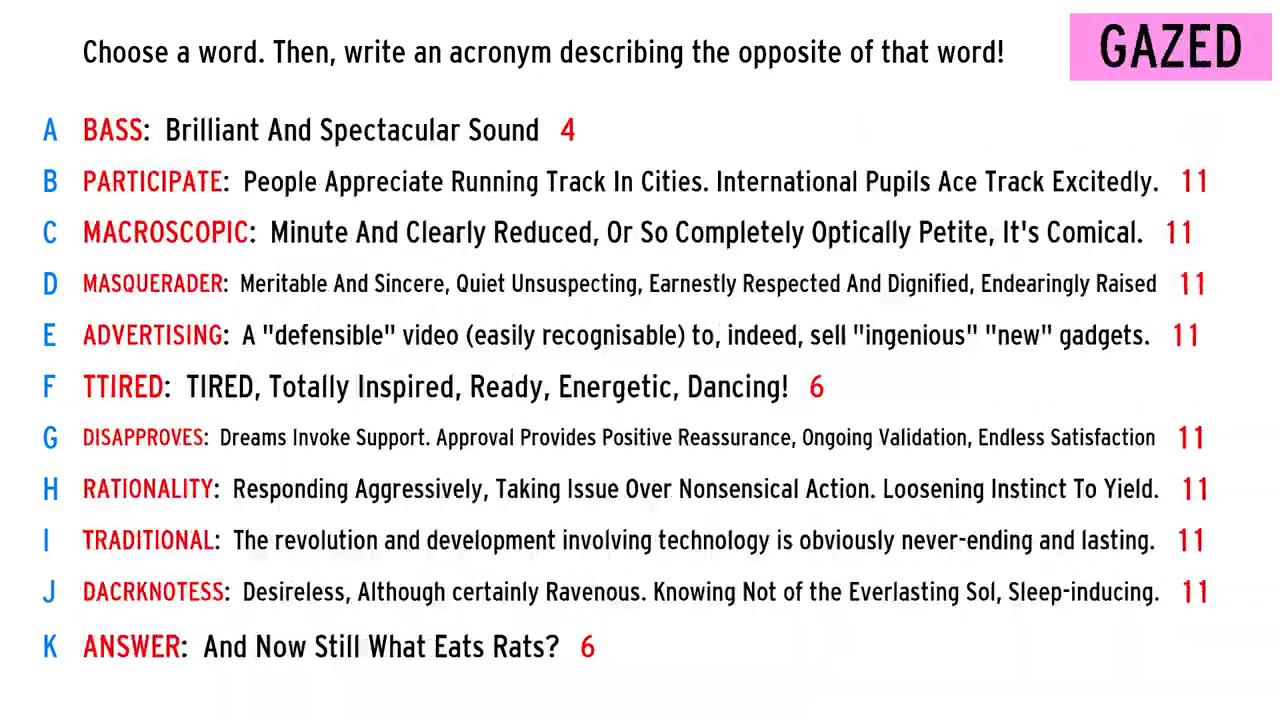 Choose a word. Then, write an acronym describing the opposite of that word!
GAZED
A BASS: Brilliant And Spectacular Sound 4
B PARTICIPATE: People Appreciate Running Track In Cities. International Pupils Ace Track Excitedly. 11
C MACROSCOPIC: Minute And Clearly Reduced, Or So Completely Optically Petite, It's Comical. 11
D MASQUERADER: Meritable And Sincere, Quiet Unsuspecting, Earnestly Respected And Dignified, Endearingly Raised 11
E ADVERTISING: A "defensible" video (easily recognisable) to, indeed, sell "ingenious" "new" gadgets. 11
F TTIRED: TIRED, Totally Inspired, Ready, Energetic, Dancing! 6
G DISAPPROVES: Dreams Invoke Support. Approval Provides Positive Reassurance, Ongoing Validation, Endless Satisfaction 11
H RATIONALITY: Responding Aggressively, Taking Issue Over Nonsensical Action. Loosening Instinct To Yield. 11
I TRADITIONAL: The revolution and development involving technology is obviously never-ending and lasting. 11
J DACRKNOTESS: Desireless, Although certainly Ravenous. Knowing Not of the Everlasting Sol, Sleep-inducing. 11
K ANSWER: And Now Still What Eats Rats? 6